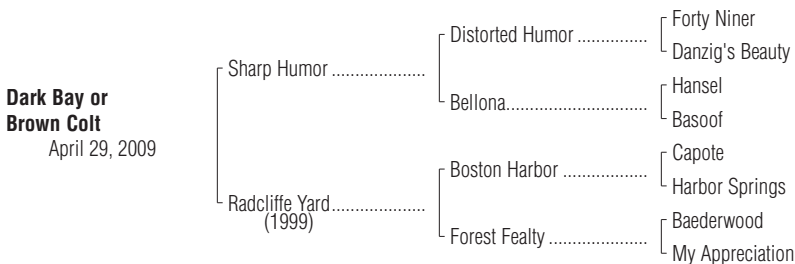 Dark Bay or
Brown Colt
April 29, 2009
Sharp Humor ....................
Radcliffe Yard....................
(1999)
Distorted Humor ...............
Bellona..............................
Boston Harbor ..................
Forest Fealty .....................
Forty Niner
Danzig's Beauty
Hansel
Basoof
Capote
Harbor Springs
Baederwood
My Appreciation